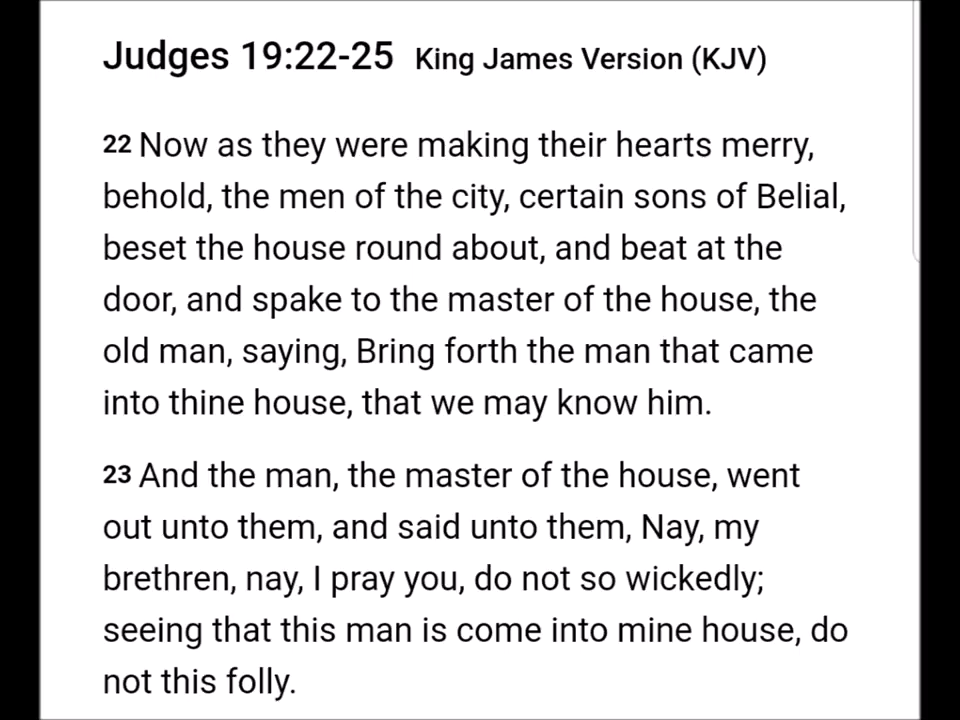 Judges 19:22-25 King James Version (KJV)
22 Now as they were making their hearts merry,
behold, the men of the city, certain sons of Belial,
beset the house round about, and beat at the
door, and spake to the master of the house, the
old man, saying, Bring forth the man that came
into thine house, that we may know him.
23 And the man, the master of the house, went
out unto them, and said unto them, Nay, my
brethren, nay, I pray you, do not so wickedly;
seeing that this man is come into mine house, do
not this folly.